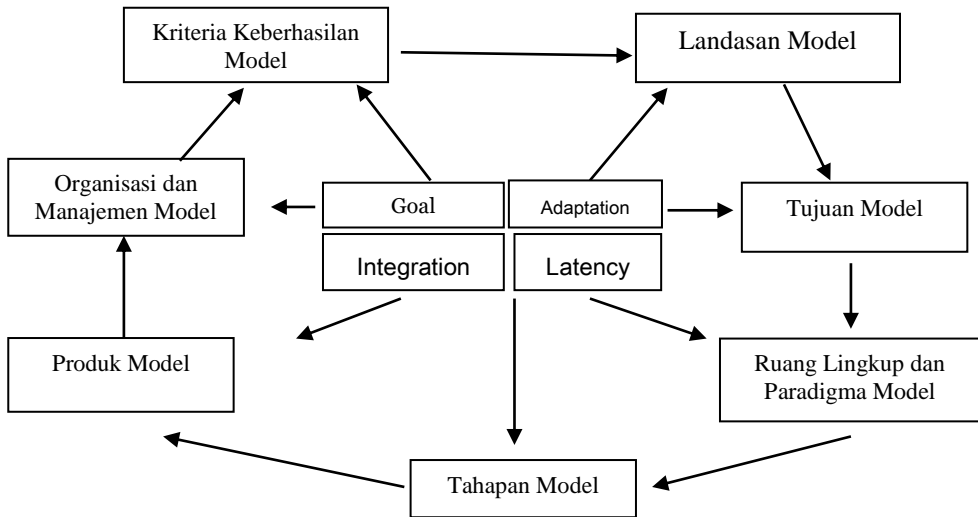 Kriteria Keberhasilan
Model
Landasan Model
Organisasi dan
Manajemen Model
Goal
Adaptation
Tujuan Model
Integration
Latency
Produk Model
Ruang Lingkup dan
Paradigma Model
Tahapan Model